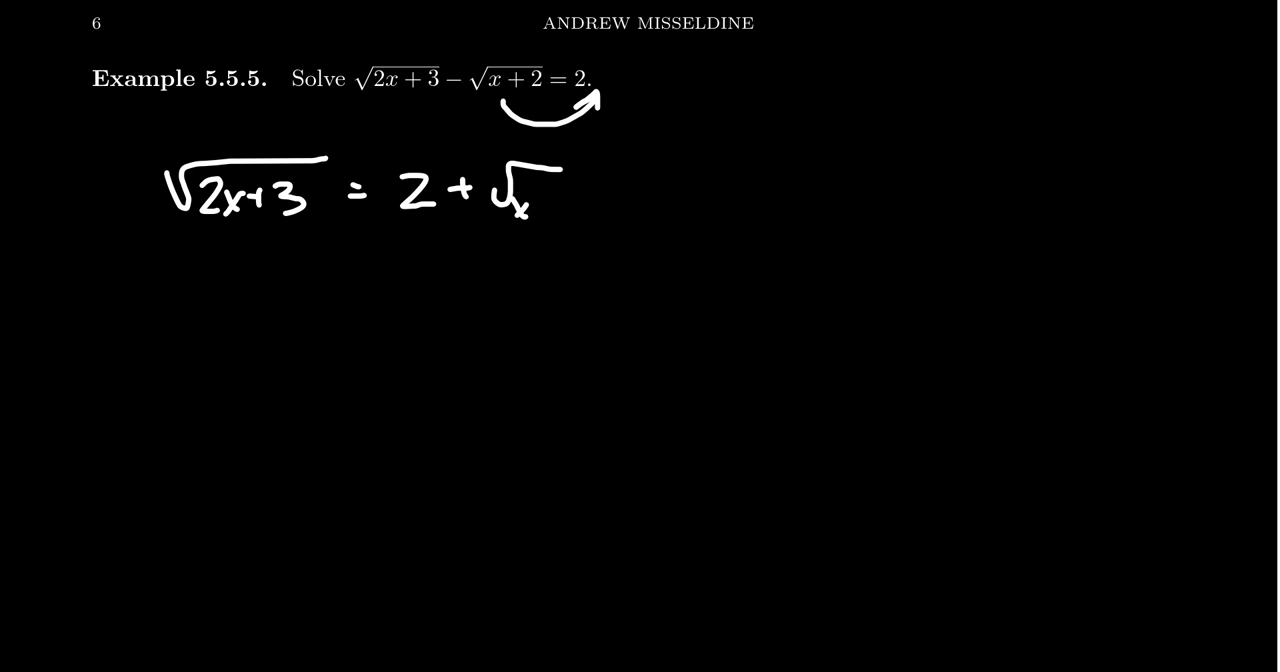 6 ANDREW MISSELDINE
Example 5.5.5. Solve √(2x + 3) − √(x + 2) = 2.
√(2x+3) = 2 + √x